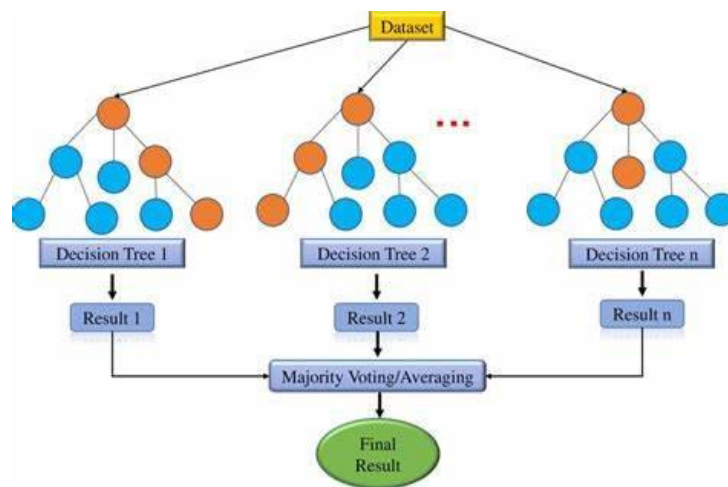 Dataset
Decision Tree 1
Decision Tree 2
Decision Tree n
Result 1
Result 2
Result n
Majority Voting/Averaging
Final
Result